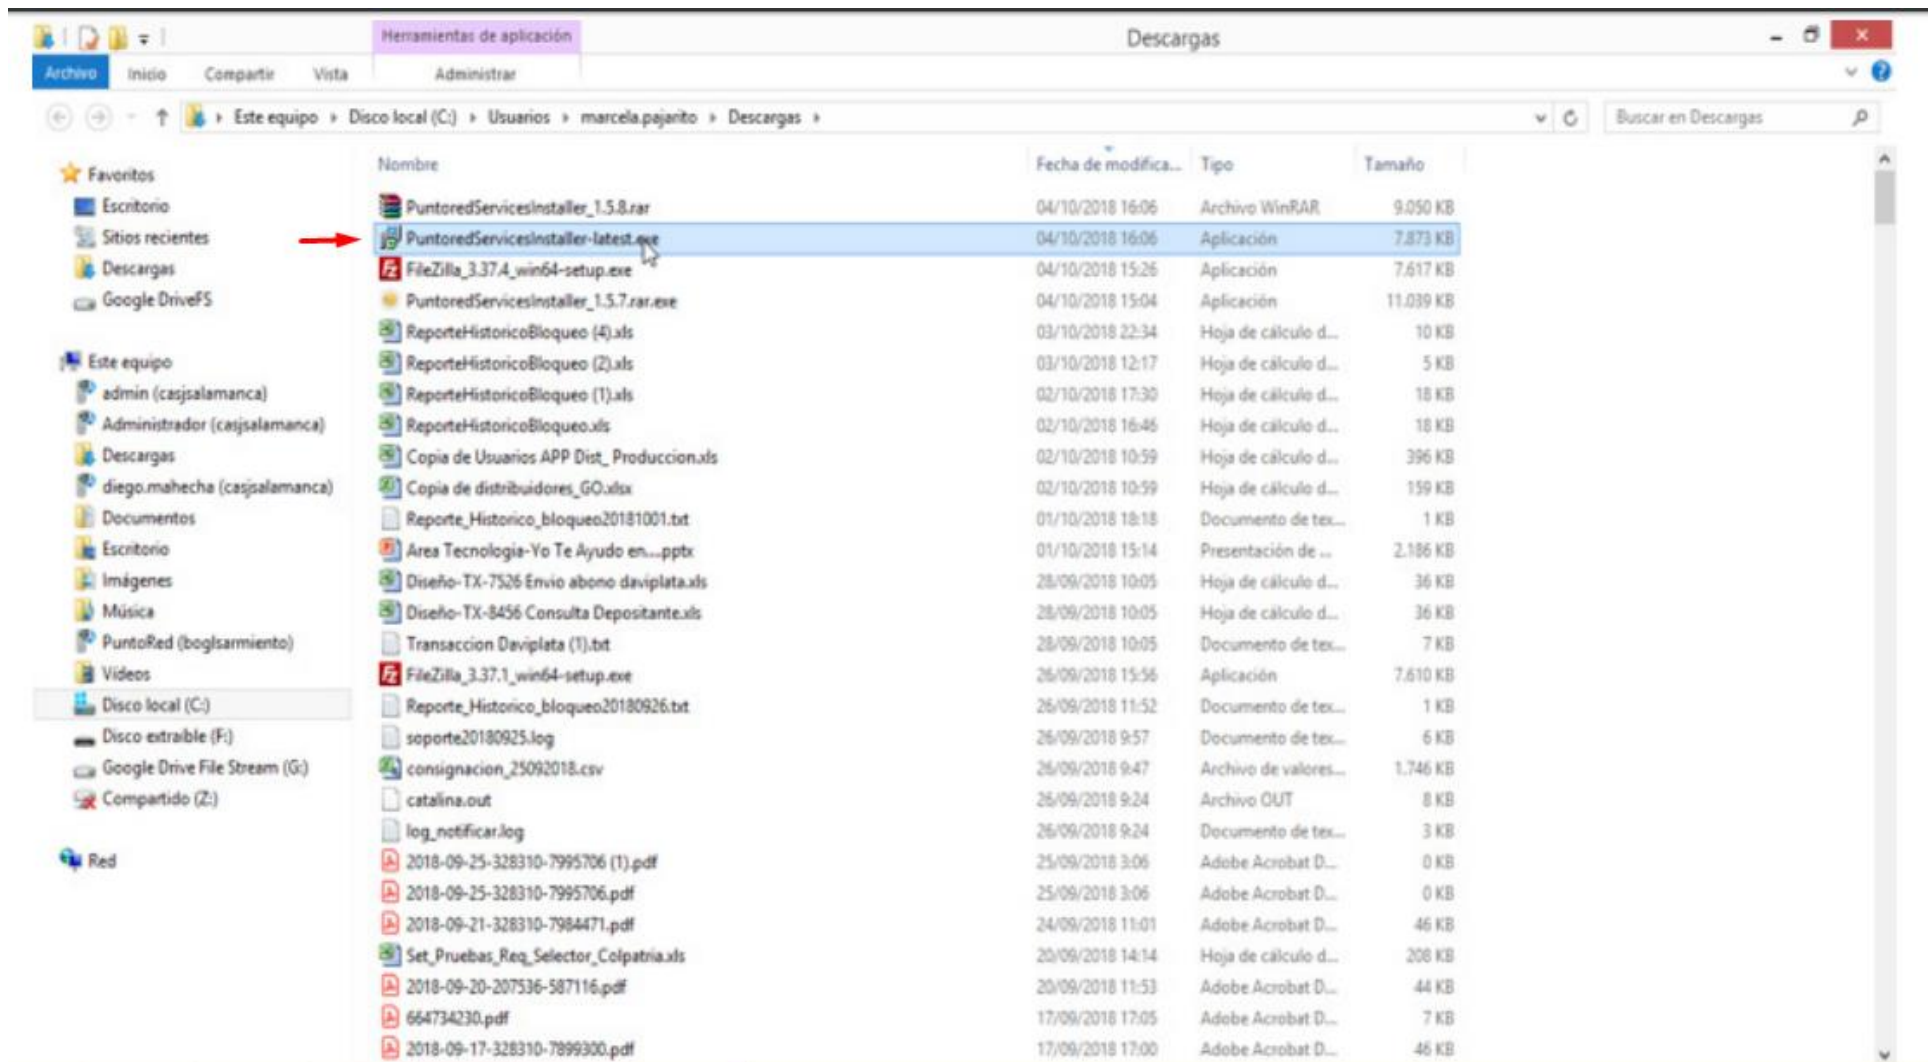 Herramientas de aplicación
Descargas
Archivo Inicio Compartir Vista Administrar
Este equipo Disco local (C:) Usuarios marcela.pajarito Descargas
Buscar en Descargas
Nombre Fecha de modifica... Tipo Tamaño
Favoritos
Escritorio
Sitios recientes
Descargas
Google DriveFS
Este equipo
admin (casjsalamanca)
Administrador (casjsalamanca)
Descargas
diego.mahecha (casjsalamanca)
Documentos
Escritorio
Imágenes
Música
PuntoRed (boglsarmiento)
Vídeos
Disco local (C:)
Disco extraíble (F:)
Google Drive File Stream (G:)
Compartido (Z:)
Red
PuntoredServicesInstaller_1.5.8.rar 04/10/2018 16:06 Archivo WinRAR 9.050 KB
PuntoredServicesInstaller-latest.exe 04/10/2018 16:06 Aplicación 7.873 KB
FileZilla_3.37.4_win64-setup.exe 04/10/2018 15:26 Aplicación 7.617 KB
PuntoredServicesInstaller_1.5.7.rar.exe 04/10/2018 15:04 Aplicación 11.039 KB
ReporteHistoricoBloqueo (4).xls 03/10/2018 22:34 Hoja de cálculo d... 10 KB
ReporteHistoricoBloqueo (2).xls 03/10/2018 12:17 Hoja de cálculo d... 5 KB
ReporteHistoricoBloqueo (1).xls 02/10/2018 17:30 Hoja de cálculo d... 18 KB
ReporteHistoricoBloqueo.xls 02/10/2018 16:46 Hoja de cálculo d... 18 KB
Copia de Usuarios APP Dist_ Produccion.xls 02/10/2018 10:59 Hoja de cálculo d... 396 KB
Copia de distribuidores_GO.xlsx 02/10/2018 10:59 Hoja de cálculo d... 159 KB
Reporte_Historico_bloqueo20181001.txt 01/10/2018 18:18 Documento de tex... 1 KB
Area Tecnologia-Yo Te Ayudo en....pptx 01/10/2018 15:14 Presentación de ... 2.186 KB
Diseño-TX-7526 Envio abono daviplata.xls 28/09/2018 10:05 Hoja de cálculo d... 36 KB
Diseño-TX-8456 Consulta Depositante.xls 28/09/2018 10:05 Hoja de cálculo d... 36 KB
Transaccion Daviplata (1).txt 28/09/2018 10:05 Documento de tex... 7 KB
FileZilla_3.37.1_win64-setup.exe 26/09/2018 15:56 Aplicación 7.610 KB
Reporte_Historico_bloqueo20180926.txt 26/09/2018 11:52 Documento de tex... 1 KB
soporte20180925.log 26/09/2018 9:57 Documento de tex... 6 KB
consignacion_25092018.csv 26/09/2018 9:47 Archivo de valores... 1.746 KB
catalina.out 26/09/2018 9:24 Archivo OUT 8 KB
log_notificar.log 26/09/2018 9:24 Documento de tex... 3 KB
2018-09-25-328310-7995706 (1).pdf 25/09/2018 3:06 Adobe Acrobat D... 0 KB
2018-09-25-328310-7995706.pdf 25/09/2018 3:06 Adobe Acrobat D... 0 KB
2018-09-21-328310-7984471.pdf 24/09/2018 11:01 Adobe Acrobat D... 46 KB
Set_Pruebas_Req_Selector_Colpatria.xls 20/09/2018 14:14 Hoja de cálculo d... 208 KB
2018-09-20-207536-587116.pdf 20/09/2018 11:53 Adobe Acrobat D... 44 KB
664734230.pdf 17/09/2018 17:05 Adobe Acrobat D... 7 KB
2018-09-17-328310-7899300.pdf 17/09/2018 17:00 Adobe Acrobat D... 46 KB